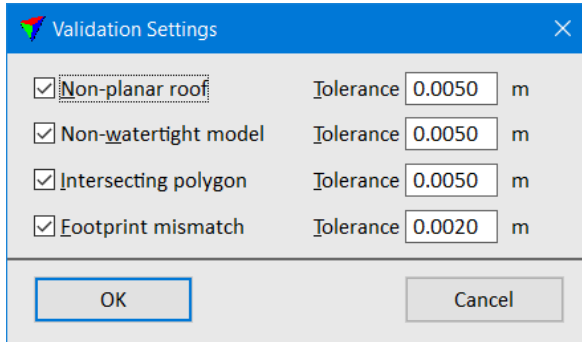 Validation Settings
Non-planar roof Tolerance 0.0050 m
Non-watertight model Tolerance 0.0050 m
Intersecting polygon Tolerance 0.0050 m
Footprint mismatch Tolerance 0.0020 m
OK Cancel